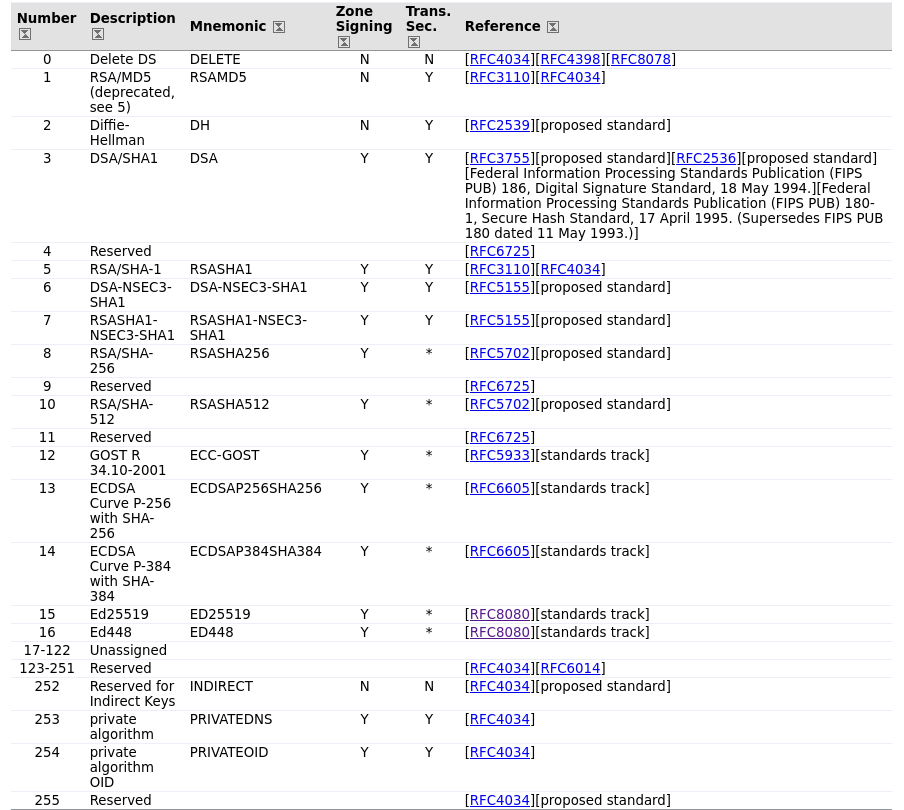 Number Description Mnemonic Zone Signing Trans. Sec. Reference
0 Delete DS DELETE N N [RFC4034][RFC4398][RFC8078]
1 RSA/MD5 RSAMD5 N Y [RFC3110][RFC4034]
(deprecated,
see 5)
2 Diffie- DH N Y [RFC2539][proposed standard]
Hellman
3 DSA/SHA1 DSA Y Y [RFC3755][proposed standard][RFC2536][proposed standard]
[Federal Information Processing Standards Publication (FIPS
PUB) 186, Digital Signature Standard, 18 May 1994.][Federal
Information Processing Standards Publication (FIPS PUB) 180-
1, Secure Hash Standard, 17 April 1995. (Supersedes FIPS PUB
180 dated 11 May 1993.)]
4 Reserved [RFC6725]
5 RSA/SHA-1 RSASHA1 Y Y [RFC3110][RFC4034]
6 DSA-NSEC3- DSA-NSEC3-SHA1 Y Y [RFC5155][proposed standard]
SHA1
7 RSASHA1- RSASHA1-NSEC3- Y Y [RFC5155][proposed standard]
NSEC3-SHA1 SHA1
8 RSA/SHA- RSASHA256 Y * [RFC5702][proposed standard]
256
9 Reserved [RFC6725]
10 RSA/SHA- RSASHA512 Y * [RFC5702][proposed standard]
512
11 Reserved [RFC6725]
12 GOST R ECC-GOST Y * [RFC5933][standards track]
34.10-2001
13 ECDSA ECDSAP256SHA256 Y * [RFC6605][standards track]
Curve P-256
with SHA-
256
14 ECDSA ECDSAP384SHA384 Y * [RFC6605][standards track]
Curve P-384
with SHA-
384
15 Ed25519 ED25519 Y * [RFC8080][standards track]
16 Ed448 ED448 Y * [RFC8080][standards track]
17-122 Unassigned
123-251 Reserved [RFC4034][RFC6014]
252 Reserved for INDIRECT N N [RFC4034][proposed standard]
Indirect Keys
253 private PRIVATEDNS Y Y [RFC4034]
algorithm
254 private PRIVATEOID Y Y [RFC4034]
algorithm
OID
255 Reserved [RFC4034][proposed standard]